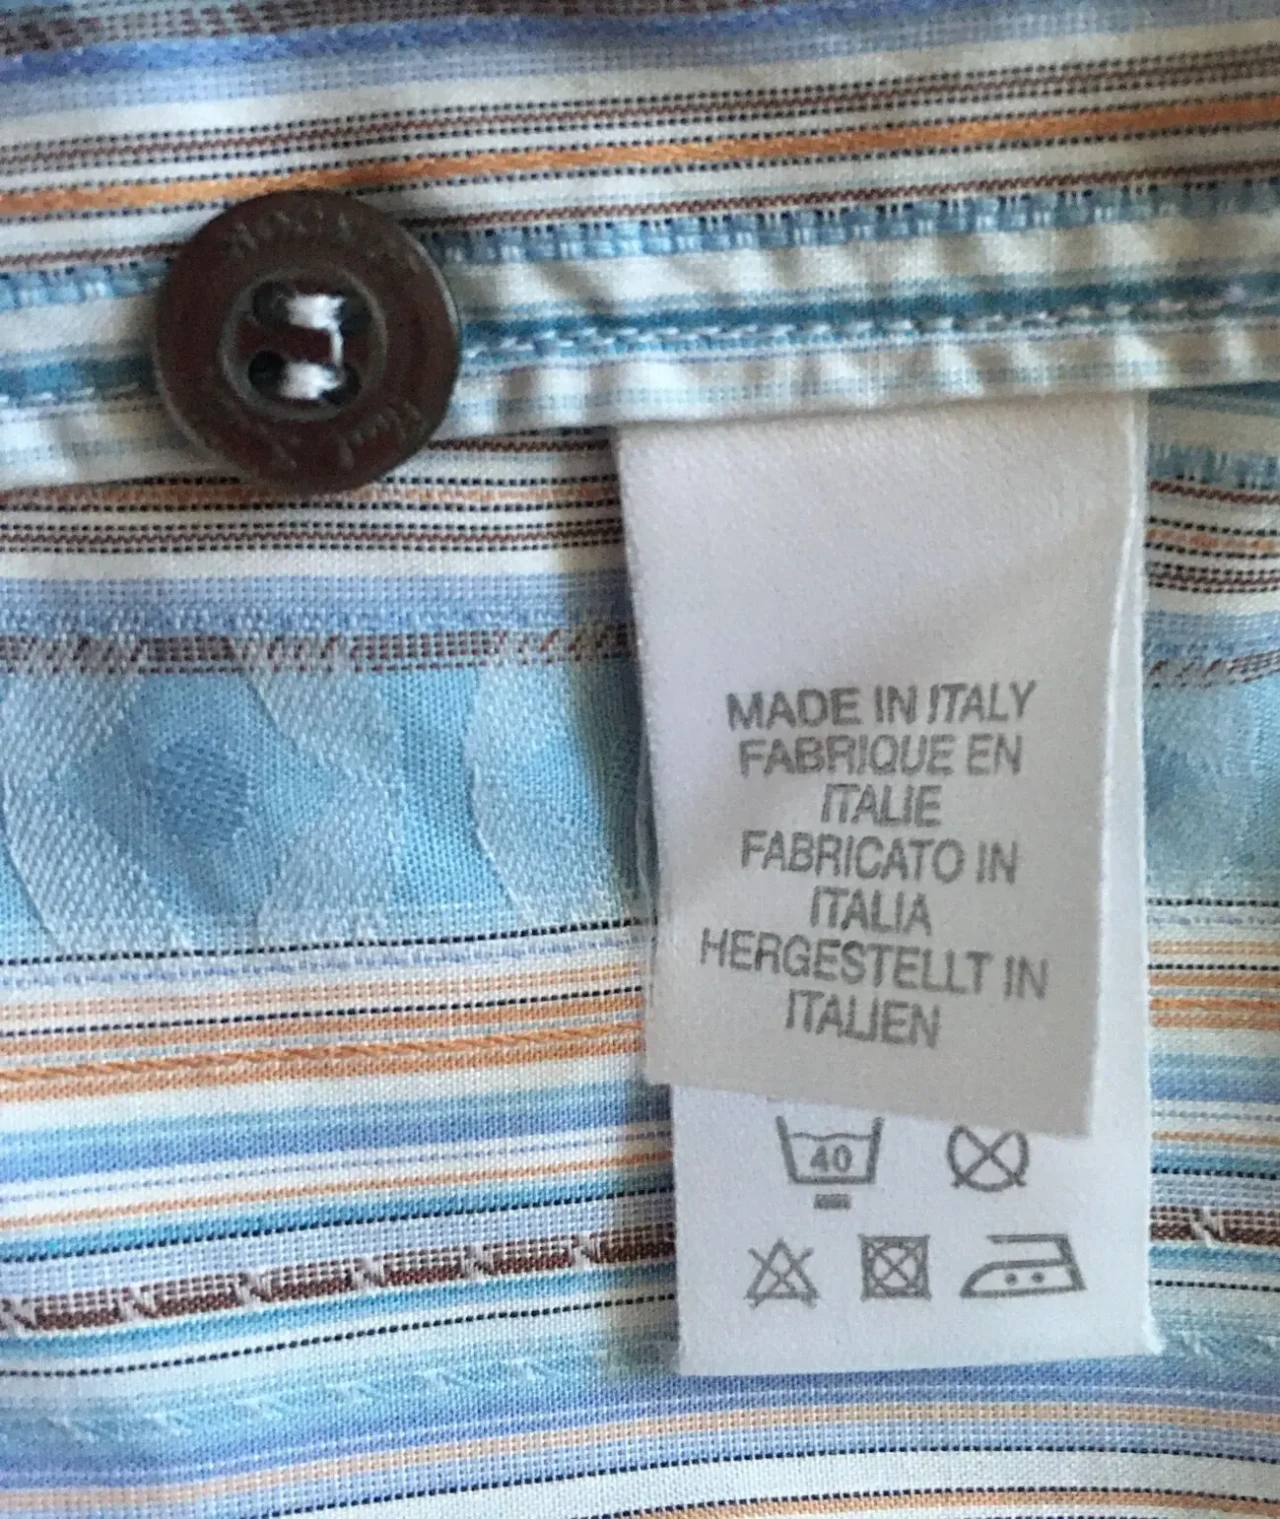 MADE IN ITALY
FABRIQUE EN
ITALIE
FABRICATO IN
ITALIA
HERGESTELLT IN
ITALIEN
40